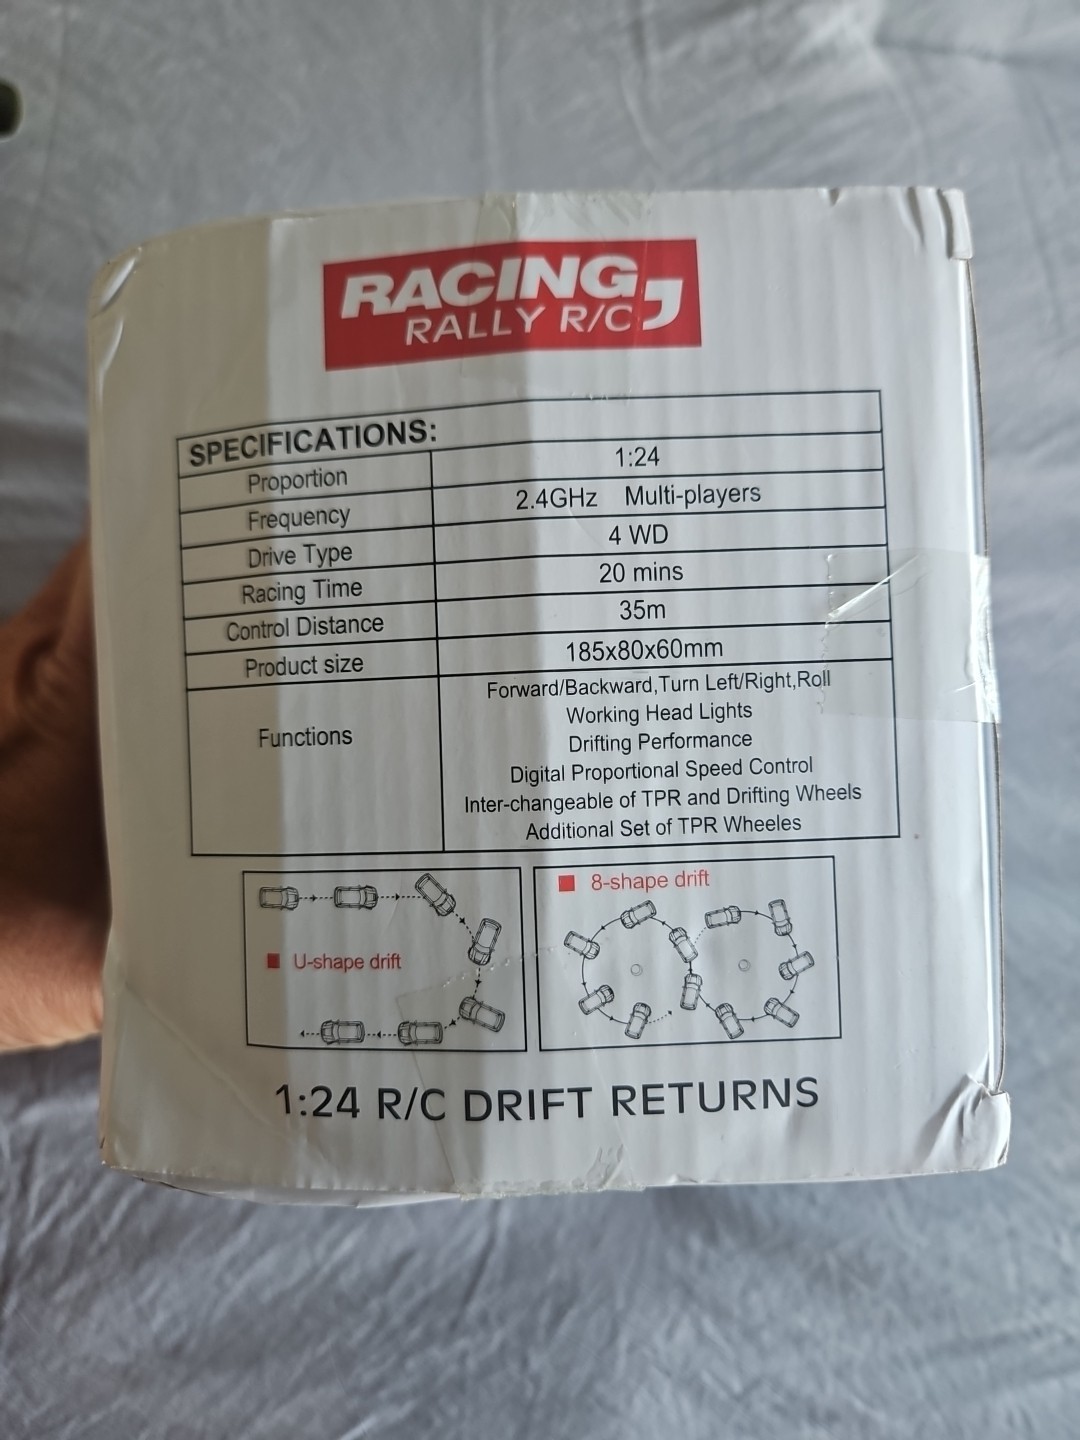 RACING,
RALLY R/C
SPECIFICATIONS:
Proportion 1:24
Frequency 2.4GHz Multi-players
Drive Type 4 WD
Racing Time 20 mins
Control Distance 35m
Product size 185x80x60mm
Functions
Forward/Backward,Turn Left/Right,Roll
Working Head Lights
Drifting Performance
Digital Proportional Speed Control
Inter-changeable of TPR and Drifting Wheels
Additional Set of TPR Wheeles
U-shape drift
8-shape drift
1:24 R/C DRIFT RETURNS